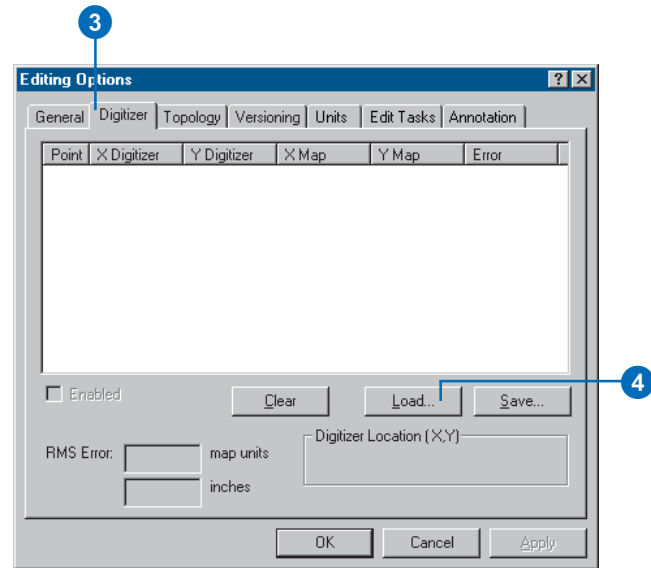 3
Editing Options
General Digitizer Topology Versioning Units Edit Tasks Annotation
Point X Digitizer Y Digitizer X Map Y Map Error
Enabled Clear Load... Save...
4
Digitizer Location (X,Y)
RMS Error: map units
inches
OK Cancel Apply